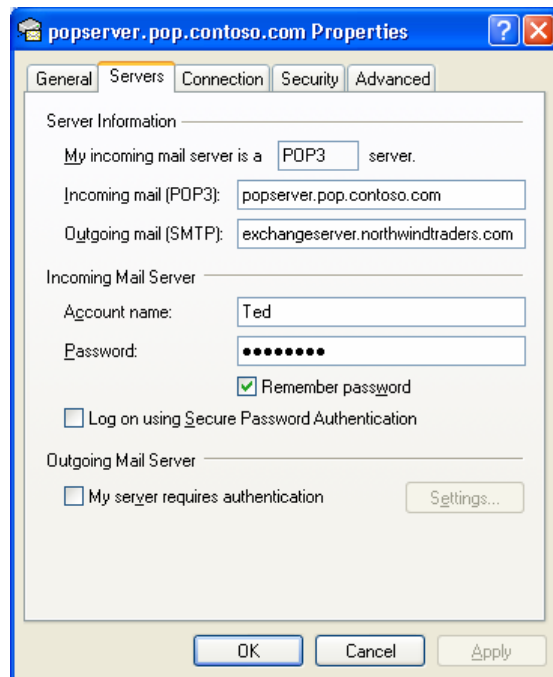 popserver.pop.contoso.com Properties
General Servers Connection Security Advanced
Server Information
My incoming mail server is a POP3 server.
Incoming mail (POP3): popserver.pop.contoso.com
Outgoing mail (SMTP): exchangeserver.northwindtraders.com
Incoming Mail Server
Account name: Ted
Password: ●●●●●●●●
Remember password
Log on using Secure Password Authentication
Outgoing Mail Server
My server requires authentication Settings...
OK Cancel Apply